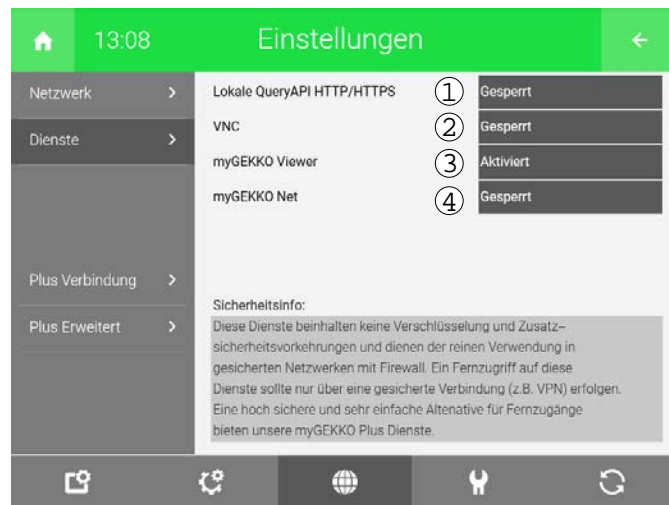 13:08
Einstellungen
Netzwerk
Dienste
Plus Verbindung
Plus Erweitert
Lokale QueryAPI HTTP/HTTPS ① Gesperrt
VNC ② Gesperrt
myGEKKO Viewer ③ Aktiviert
myGEKKO Net ④ Gesperrt
Sicherheitsinfo:
Diese Dienste beinhalten keine Verschlüsselung und Zusatz–
sicherheitsvorkehrungen und dienen der reinen Verwendung in
gesicherten Netzwerken mit Firewall. Ein Fernzugriff auf diese
Dienste sollte nur über eine gesicherte Verbindung (z.B. VPN) erfolgen.
Eine hoch sichere und sehr einfache Altenative für Fernzugänge
bieten unsere myGEKKO Plus Dienste.